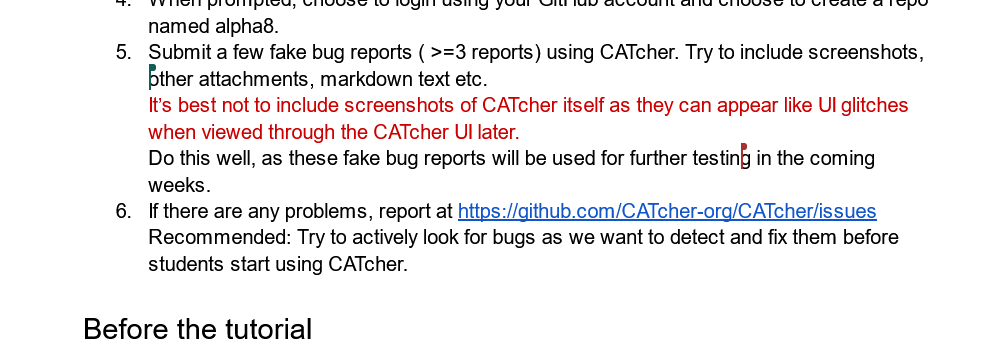 4. When prompted, choose to login using your GitHub account and choose to create a repo
named alpha8.
5. Submit a few fake bug reports ( >=3 reports) using CATcher. Try to include screenshots,
other attachments, markdown text etc.
It's best not to include screenshots of CATcher itself as they can appear like UI glitches
when viewed through the CATcher UI later.
Do this well, as these fake bug reports will be used for further testing in the coming
weeks.
6. If there are any problems, report at https://github.com/CATcher-org/CATcher/issues
Recommended: Try to actively look for bugs as we want to detect and fix them before
students start using CATcher.
Before the tutorial